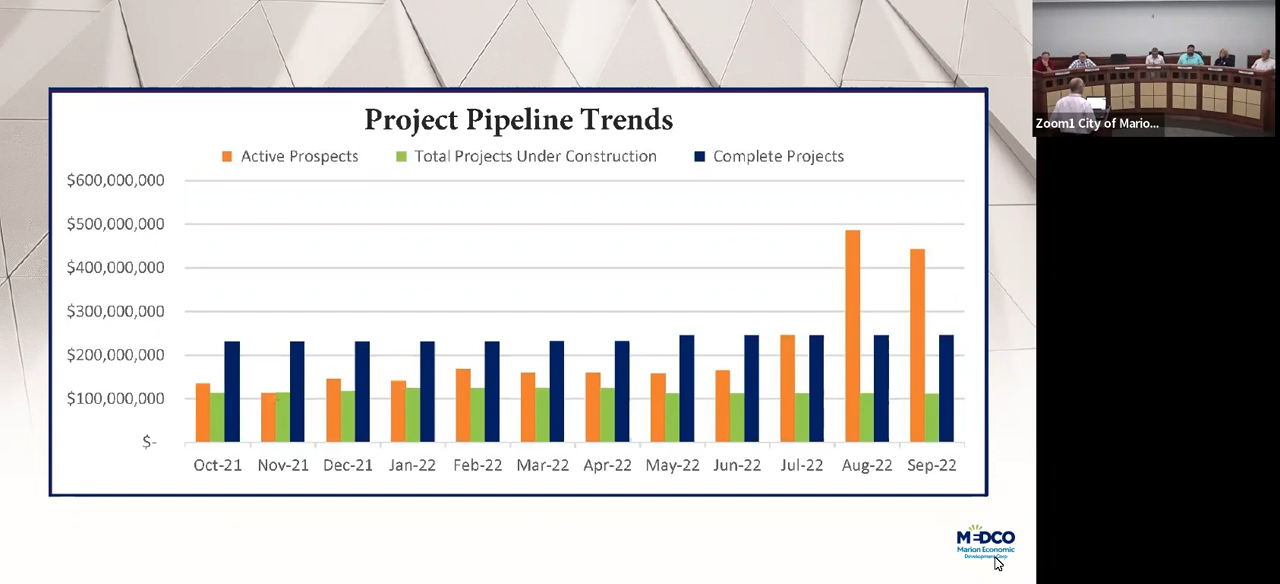 Project Pipeline Trends
Active Prospects Total Projects Under Construction Complete Projects
$600,000,000
$500,000,000
$400,000,000
$300,000,000
$200,000,000
$100,000,000
$-
Oct-21 Nov-21 Dec-21 Jan-22 Feb-22 Mar-22 Apr-22 May-22 Jun-22 Jul-22 Aug-22 Sep-22
MEDCO
Marion Economic
Development Corp
Zoom1 City of Mario...